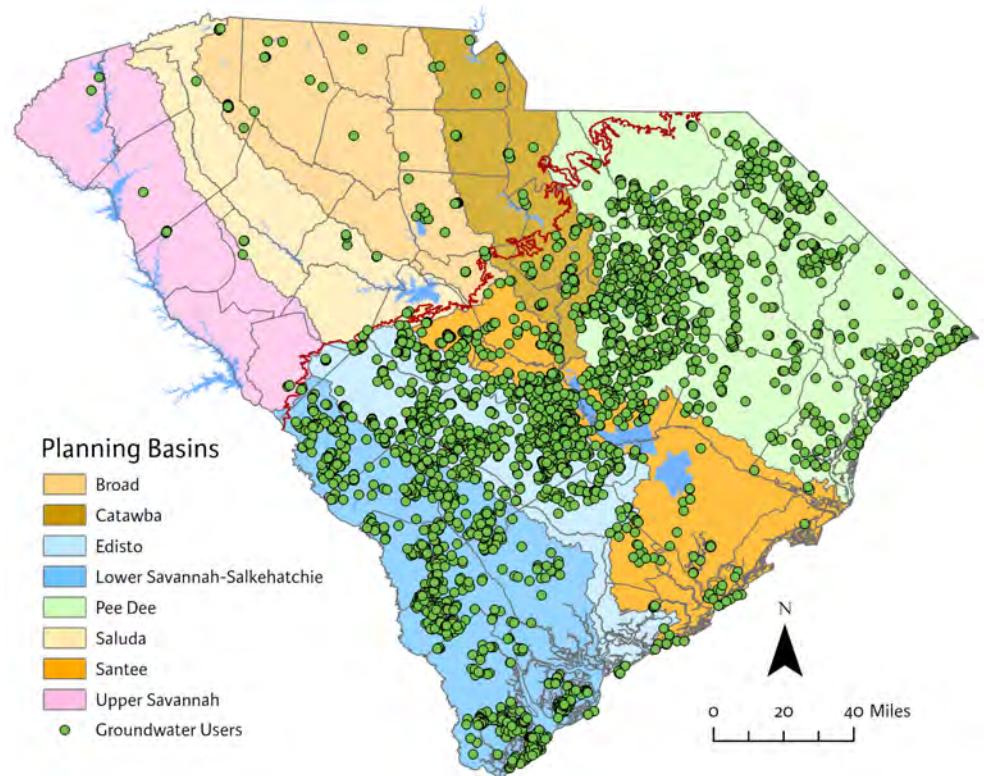 Planning Basins
Broad
Catawba
Edisto
Lower Savannah-Salkehatchie
Pee Dee
Saluda
Santee
Upper Savannah
Groundwater Users
N
0 20 40 Miles